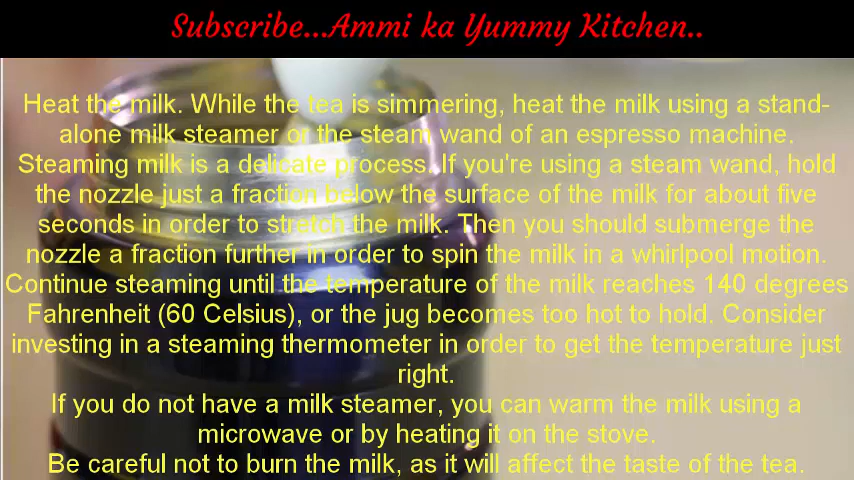 Subscribe...Ammi ka Yummy Kitchen..
Heat the milk. While the tea is simmering, heat the milk using a stand-
alone milk steamer or the steam wand of an espresso machine.
Steaming milk is a delicate process. If you're using a steam wand, hold
the nozzle just a fraction below the surface of the milk for about five
seconds in order to stretch the milk. Then you should submerge the
nozzle a fraction further in order to spin the milk in a whirlpool motion.
Continue steaming until the temperature of the milk reaches 140 degrees
Fahrenheit (60 Celsius), or the jug becomes too hot to hold. Consider
investing in a steaming thermometer in order to get the temperature just
right.
If you do not have a milk steamer, you can warm the milk using a
microwave or by heating it on the stove.
Be careful not to burn the milk, as it will affect the taste of the tea.